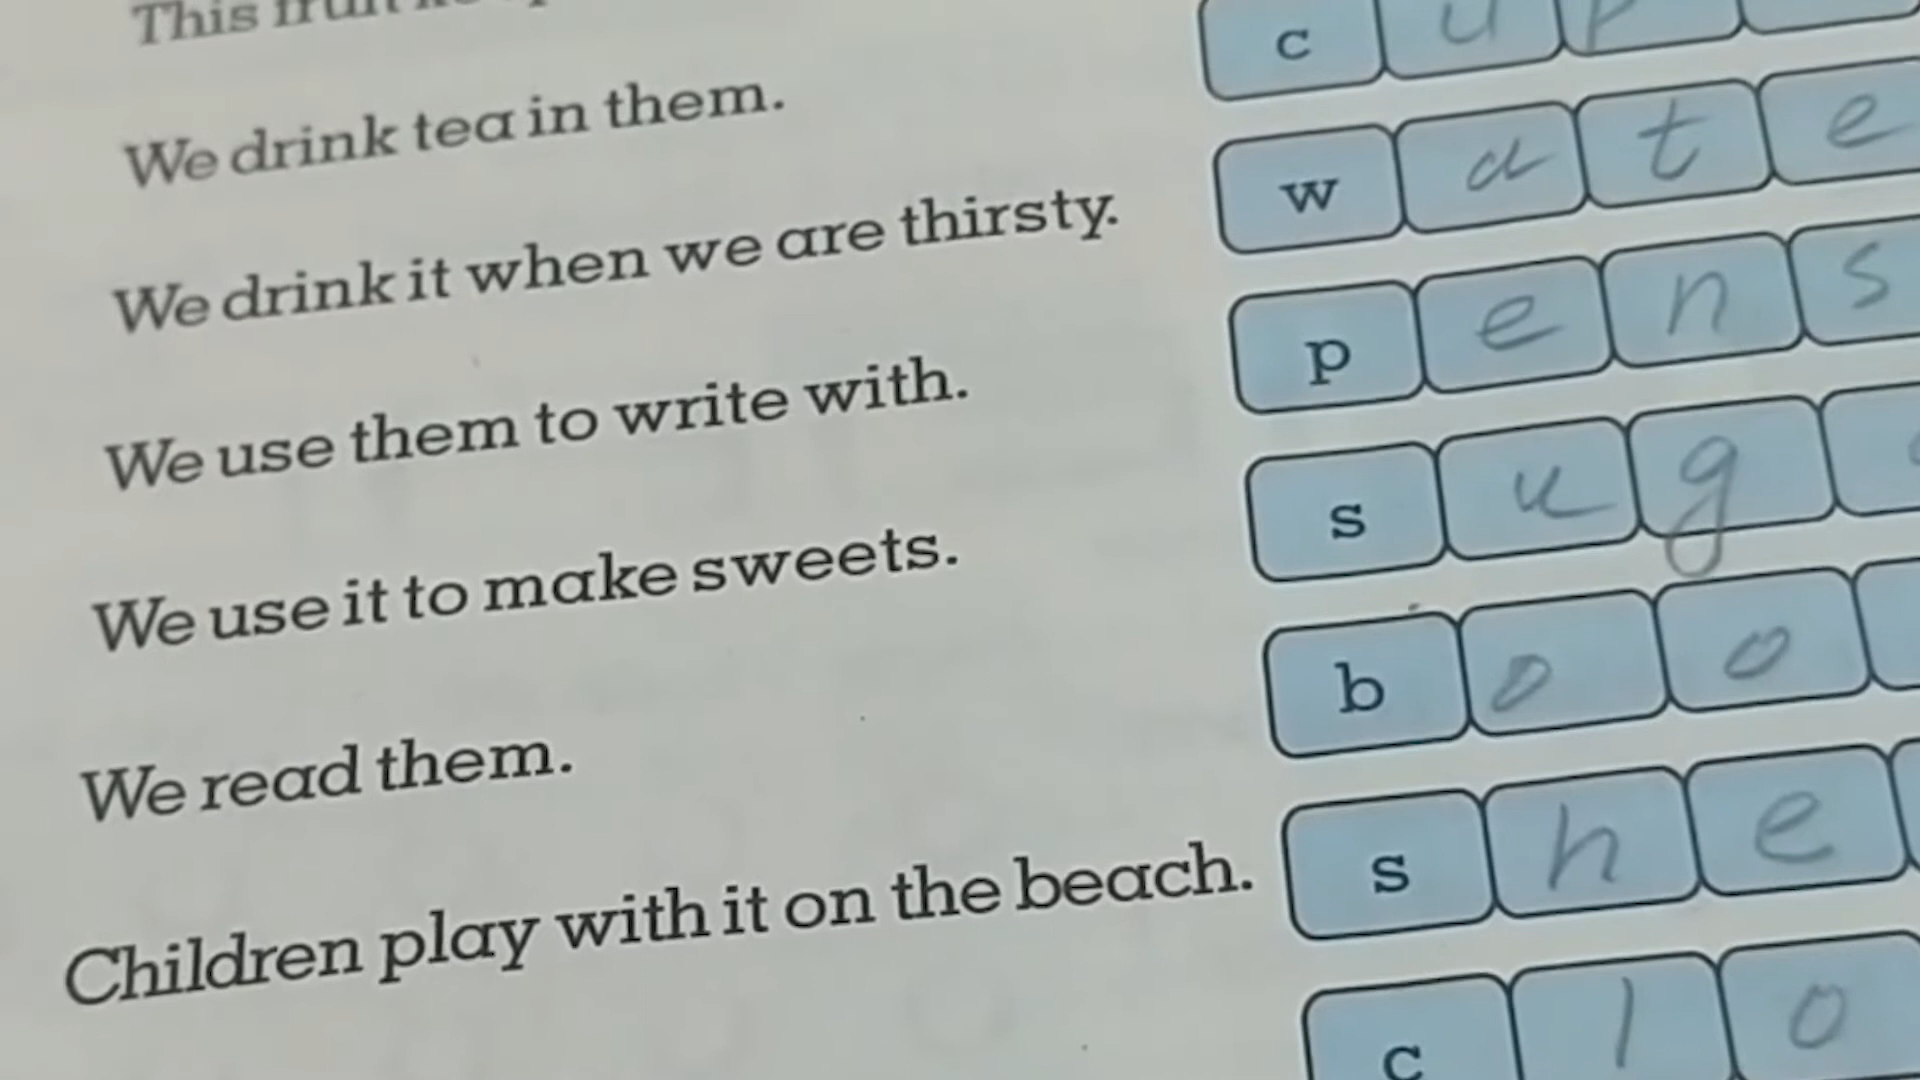 This
c u p
We drink tea in them.
w a t e
We drink it when we are thirsty.
p e n s
We use them to write with.
s u g
We use it to make sweets.
b o o
We read them.
s h e
Children play with it on the beach.
c l o